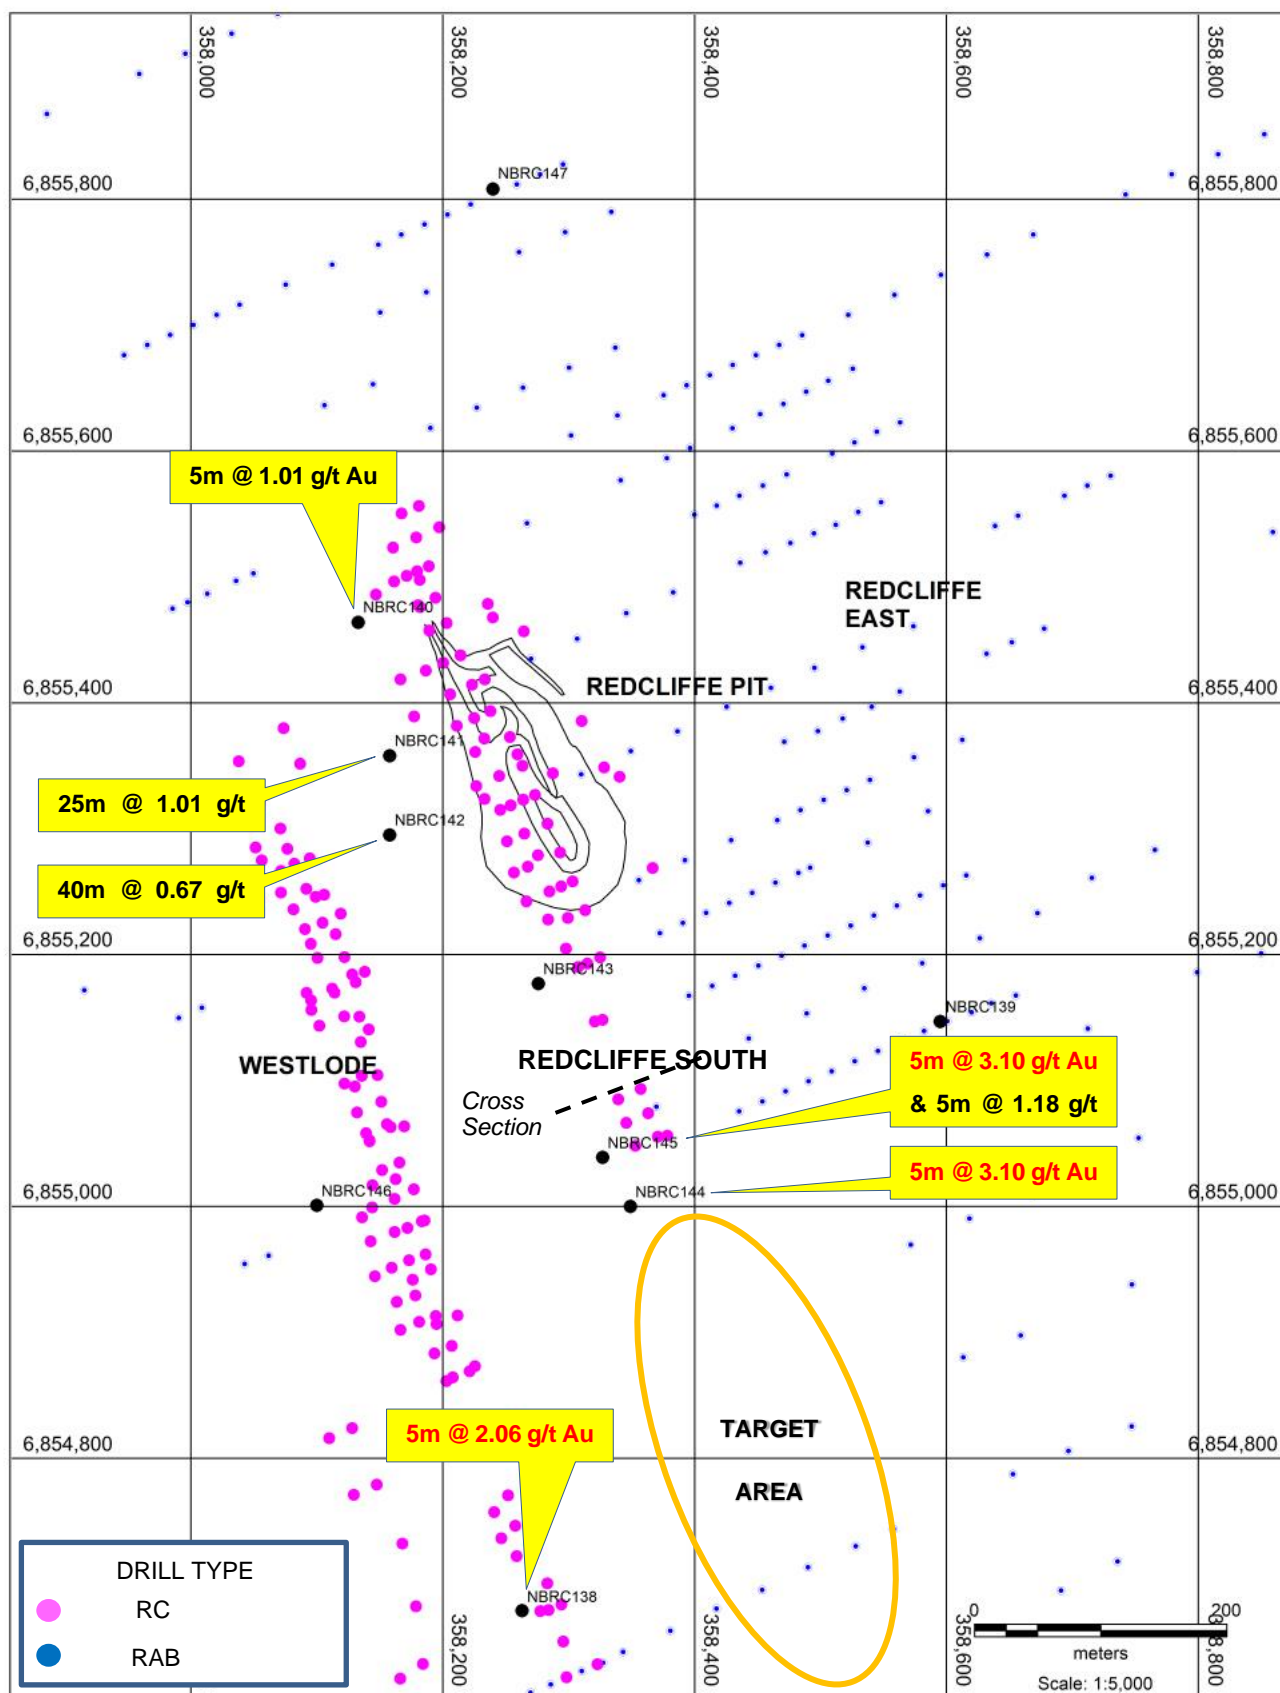 358,000
358,200
358,400
358,600
358,800
NBRC147
6,855,800
6,855,800
6,855,600
6,855,600
5m @ 1.01 g/t Au
NBRC140
REDCLIFFE
EAST
REDCLIFFE PIT
6,855,400
6,855,400
NBRC141
25m @ 1.01 g/t
NBRC142
40m @ 0.67 g/t
6,855,200
6,855,200
NBRC143
NBRC139
WESTLODE
REDCLIFFE SOUTH
5m @ 3.10 g/t Au
& 5m @ 1.18 g/t
Cross
Section
NBRC145
5m @ 3.10 g/t Au
NBRC146
NBRC144
6,855,000
6,855,000
TARGET
AREA
5m @ 2.06 g/t Au
6,854,800
6,854,800
NBRC138
DRILL TYPE
RC
RAB
358,200
358,400
358,600
358,800
0
200
meters
Scale: 1:5,000